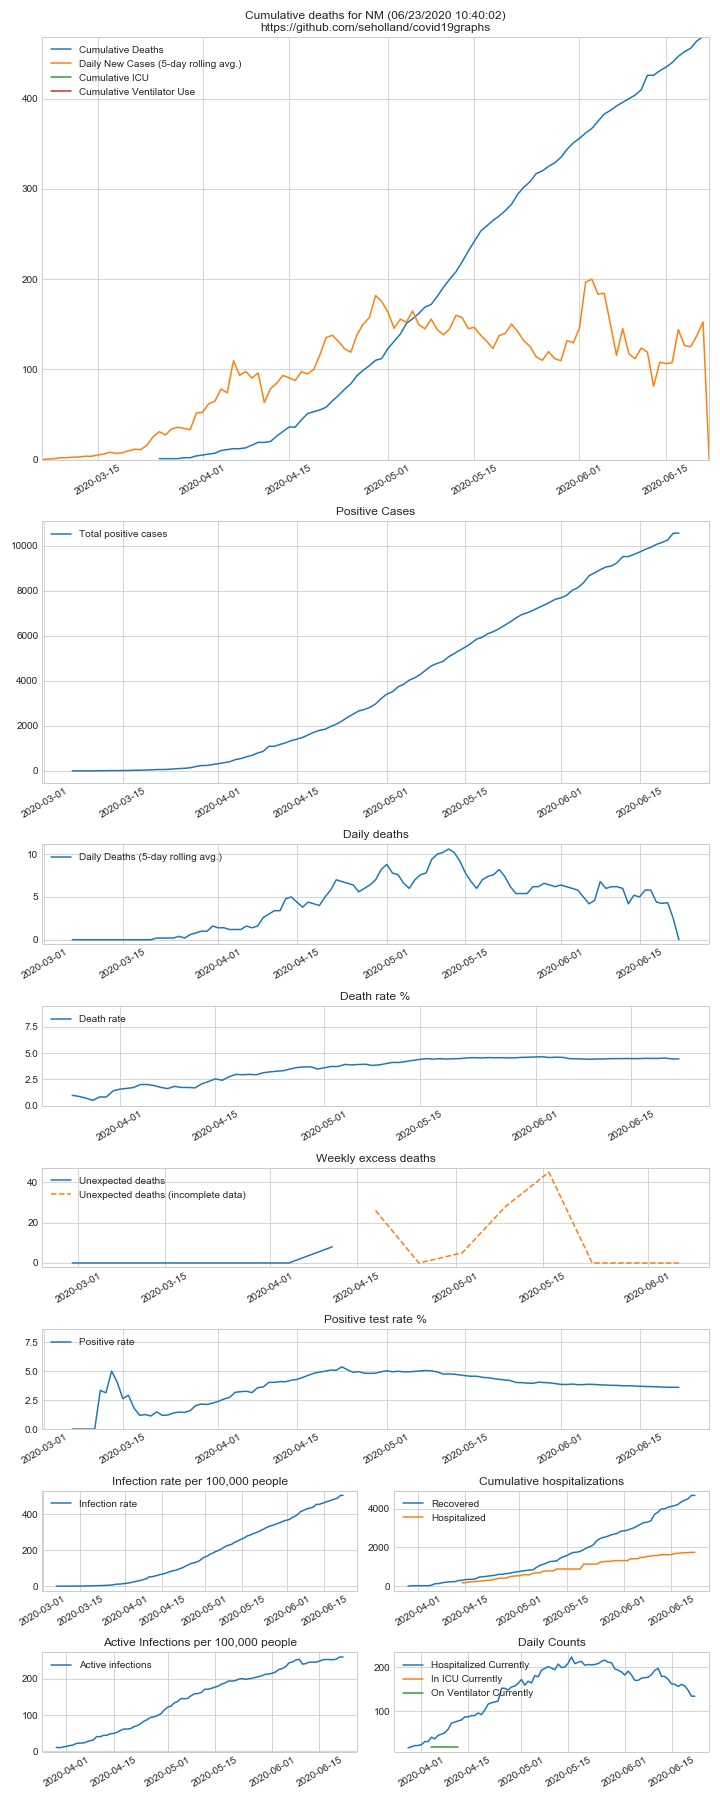 Cumulative deaths for NM (06/23/2020 10:40:02)
https://github.com/seholland/covid19graphs
Cumulative Deaths
Daily New Cases (5-day rolling avg.)
Cumulative ICU
Cumulative Ventilator Use
400
300
200
100
0
2020-03-15 2020-04-01 2020-04-15 2020-05-01 2020-05-15 2020-06-01 2020-06-15
Positive Cases
Total positive cases
10000
8000
6000
4000
2000
0
2020-03-01 2020-03-15 2020-04-01 2020-04-15 2020-05-01 2020-05-15 2020-06-01 2020-06-15
Daily deaths
Daily Deaths (5-day rolling avg.)
10
5
0
2020-03-01 2020-03-15 2020-04-01 2020-04-15 2020-05-01 2020-05-15 2020-06-01 2020-06-15
Death rate %
Death rate
7.5
5.0
2.5
0.0
2020-04-01 2020-04-15 2020-05-01 2020-05-15 2020-06-01 2020-06-15
Weekly excess deaths
Unexpected deaths
Unexpected deaths (incomplete data)
40
20
0
2020-03-01 2020-03-15 2020-04-01 2020-04-15 2020-05-01 2020-05-15 2020-06-01
Positive test rate %
Positive rate
7.5
5.0
2.5
0.0
2020-03-01 2020-03-15 2020-04-01 2020-04-15 2020-05-01 2020-05-15 2020-06-01 2020-06-15
Infection rate per 100,000 people
Infection rate
400
200
0
2020-03-01 2020-03-15 2020-04-01 2020-04-15 2020-05-01 2020-05-15 2020-06-01 2020-06-15
Cumulative hospitalizations
Recovered
Hospitalized
4000
2000
0
2020-04-01 2020-04-15 2020-05-01 2020-05-15 2020-06-01 2020-06-15
Active Infections per 100,000 people
Active infections
200
100
0
2020-04-01 2020-04-15 2020-05-01 2020-05-15 2020-06-01 2020-06-15
Daily Counts
Hospitalized Currently
In ICU Currently
On Ventilator Currently
200
100
2020-04-01 2020-04-15 2020-05-01 2020-05-15 2020-06-01 2020-06-15